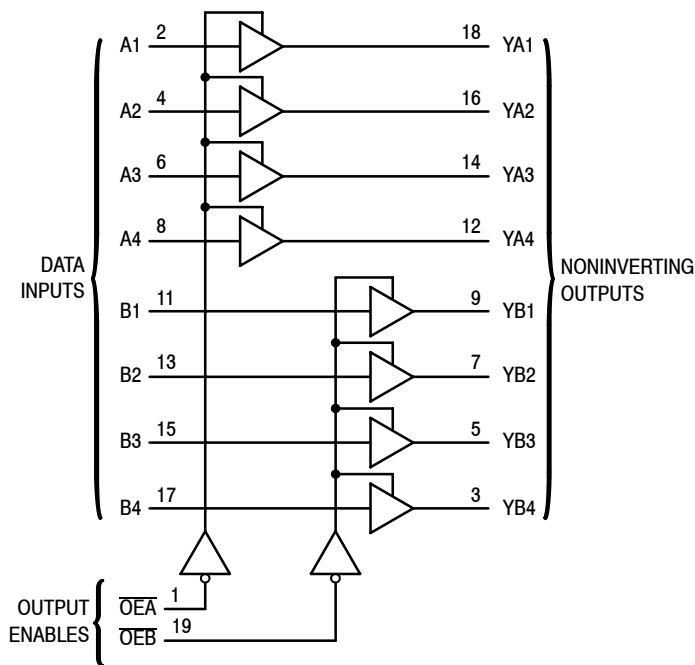 A1 2 18 YA1
A2 4 16 YA2
A3 6 14 YA3
A4 8 12 YA4
DATA
INPUTS
NONINVERTING
OUTPUTS
B1 11 9 YB1
B2 13 7 YB2
B3 15 5 YB3
B4 17 3 YB4
OUTPUT
ENABLES
OEA 1
OEB 19